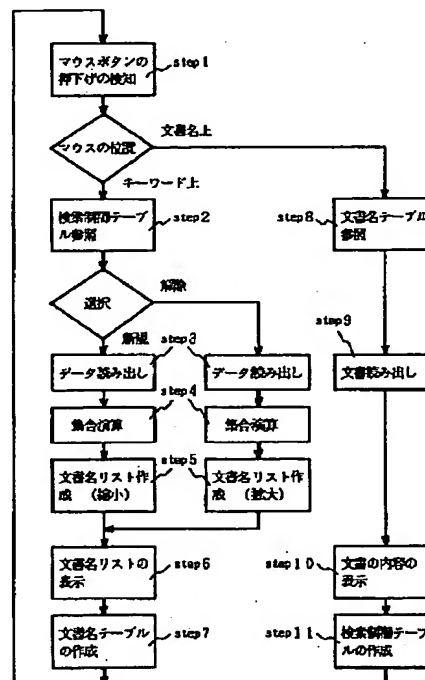 マウスボタンの
押下げの検知
step1
マウスの位置
文書名上
キーワード上
検索制御テーブ
ル参照
step2
step8
文書名テーブル
参照
選択
解除
新規
step3
データ読み出し
データ読み出し
step9
文書読み出し
step4
集合演算
集合演算
文書名リスト作
成 (縮小)
step5
文書名リスト作
成 (拡大)
文書名リストの
表示
step6
step10
文書の内容の
表示
文書名テーブル
の作成
step7
step11
検索制御テーブ
ルの作成